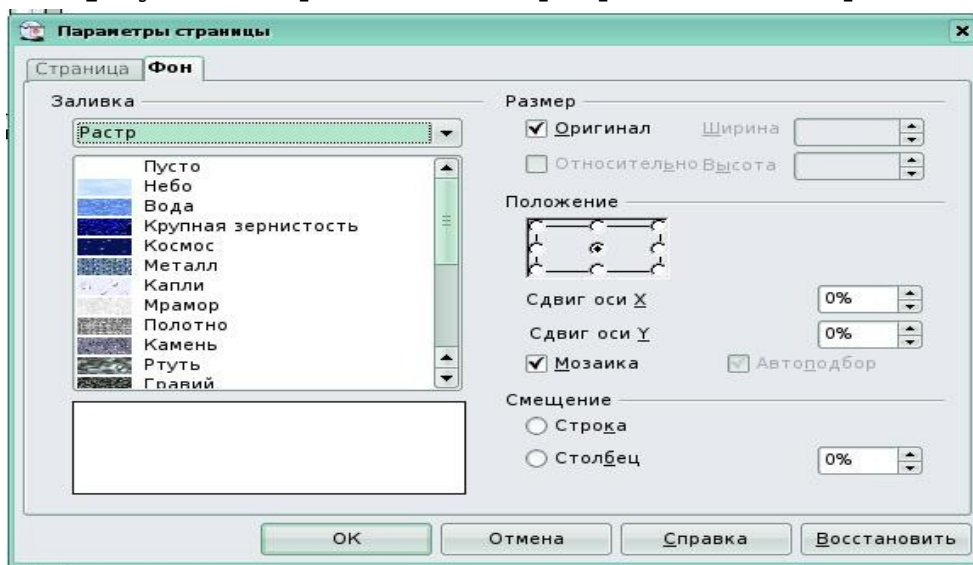 Параметры страницы
Страница Фон
Заливка
Растр
Пусто
Небо
Вода
Крупная зернистость
Космос
Металл
Капли
Мрамор
Полотно
Камень
Ртуть
Гравий
Размер
Оригинал Ширина
Относительно Высота
Положение
Сдвиг оси X 0%
Сдвиг оси Y 0%
Мозаика Автоподбор
Смещение
Строка
Столбец 0%
OK Отмена Справка Восстановить